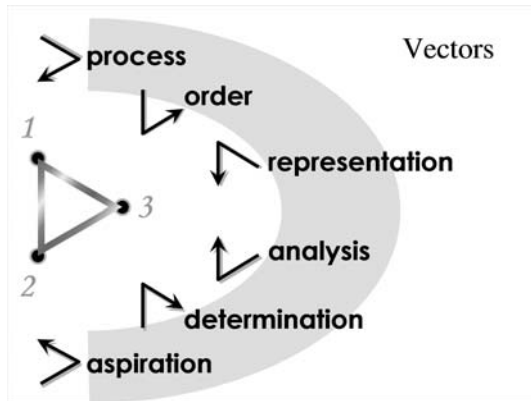 Vectors
process
order
1
representation
3
2
analysis
determination
aspiration